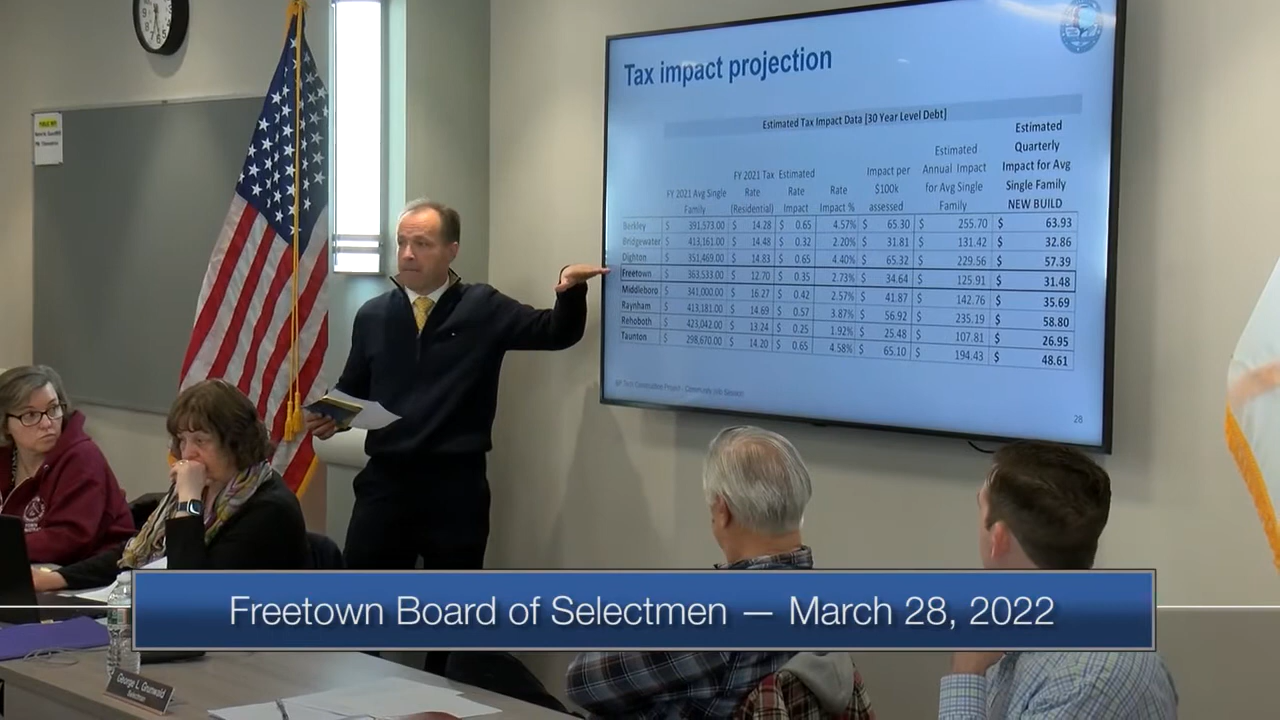 PUBLIC INFO
Tax impact projection
Estimated Tax Impact Data [30 Year Level Debt]
FY 2021 Avg Single Family | FY 2021 Tax Rate (Residential) | Estimated Rate Impact | Rate Impact % | Impact per $100k assessed | Estimated Annual Impact for Avg Single Family | Estimated Quarterly Impact for Avg Single Family NEW BUILD
Berkley $ 391,573.00 $ 14.28 $ 0.65 4.57% $ 65.30 $ 255.70 $ 63.93
Bridgewater $ 413,161.00 $ 14.48 $ 0.32 2.20% $ 31.81 $ 131.42 $ 32.86
Dighton $ 351,469.00 $ 14.83 $ 0.65 4.40% $ 65.32 $ 229.56 $ 57.39
Freetown $ 363,533.00 $ 12.70 $ 0.35 2.73% $ 34.64 $ 125.91 $ 31.48
Middleboro $ 341,000.00 $ 16.27 $ 0.42 2.57% $ 41.87 $ 142.76 $ 35.69
Raynham $ 413,181.00 $ 14.69 $ 0.57 3.87% $ 56.92 $ 235.19 $ 58.80
Rehoboth $ 423,042.00 $ 13.24 $ 0.25 1.92% $ 25.48 $ 107.81 $ 26.95
Taunton $ 298,670.00 $ 14.20 $ 0.65 4.58% $ 65.10 $ 194.43 $ 48.61
28
Freetown Board of Selectmen — March 28, 2022
George L. Grunwald
Selectman